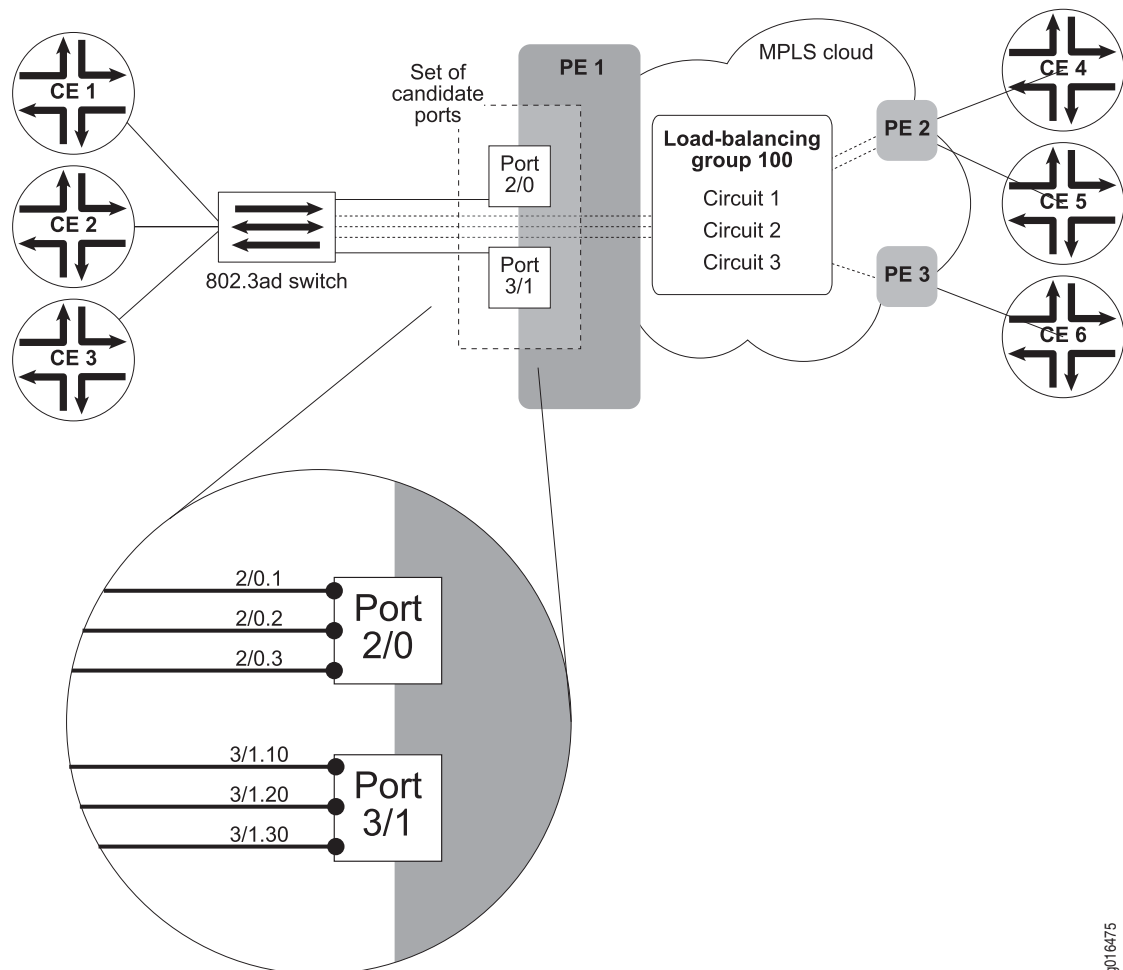 CE 1
CE 2
CE 3
802.3ad switch
Set of
candidate
ports
Port
2/0
Port
3/1
PE 1
MPLS cloud
Load-balancing
group 100
Circuit 1
Circuit 2
Circuit 3
PE 2
PE 3
CE 4
CE 5
CE 6
2/0.1
2/0.2
2/0.3
Port
2/0
3/1.10
3/1.20
3/1.30
Port
3/1
g016475